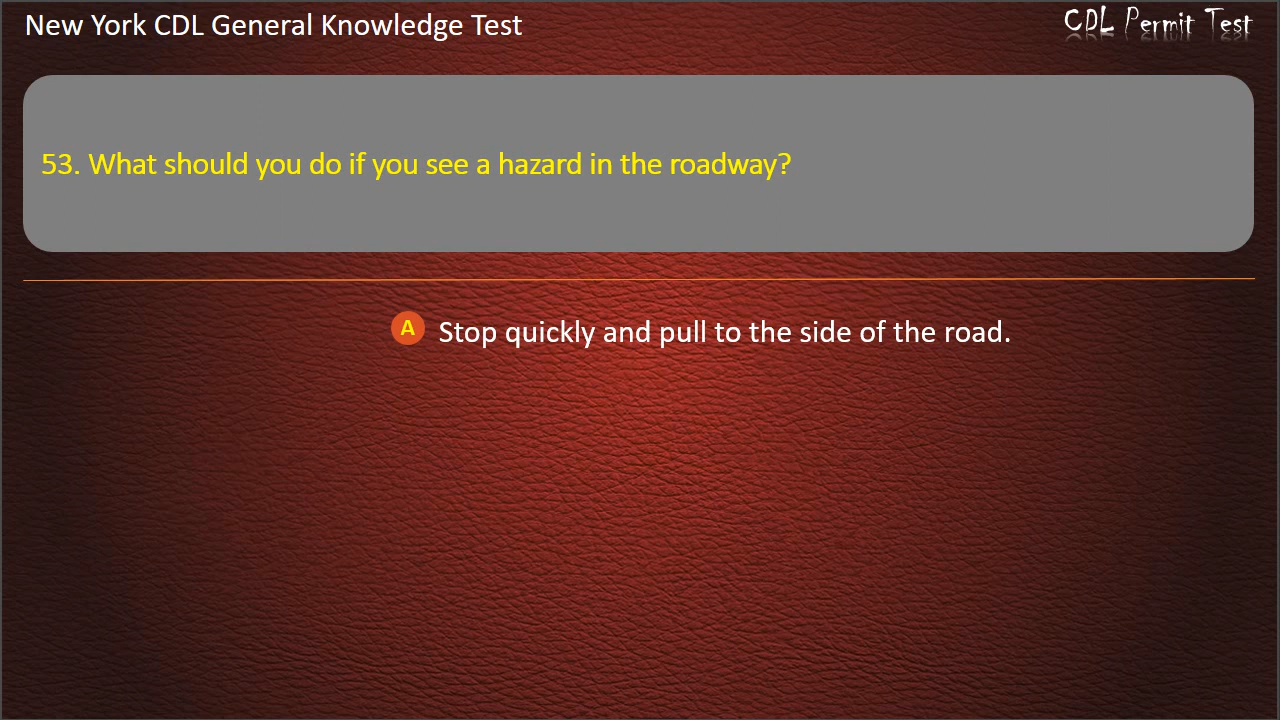 New York CDL General Knowledge Test
CDL Permit Test
53. What should you do if you see a hazard in the roadway?
A Stop quickly and pull to the side of the road.